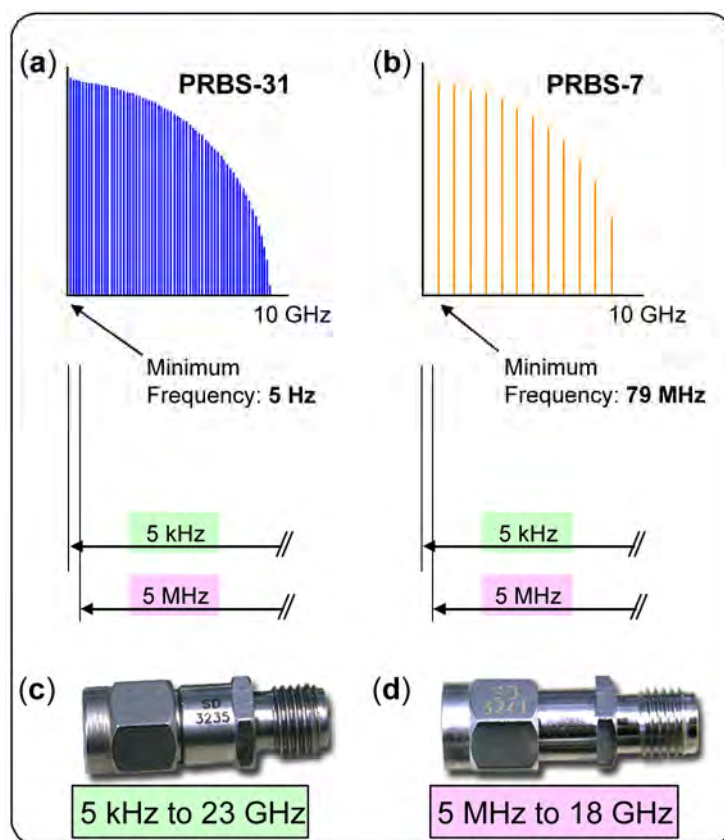 (a)
PRBS-31
10 GHz
Minimum
Frequency: 5 Hz
5 kHz
5 MHz
(b)
PRBS-7
10 GHz
Minimum
Frequency: 79 MHz
5 kHz
5 MHz
(c)
SD
3235
5 kHz to 23 GHz
(d)
SD
5 MHz to 18 GHz